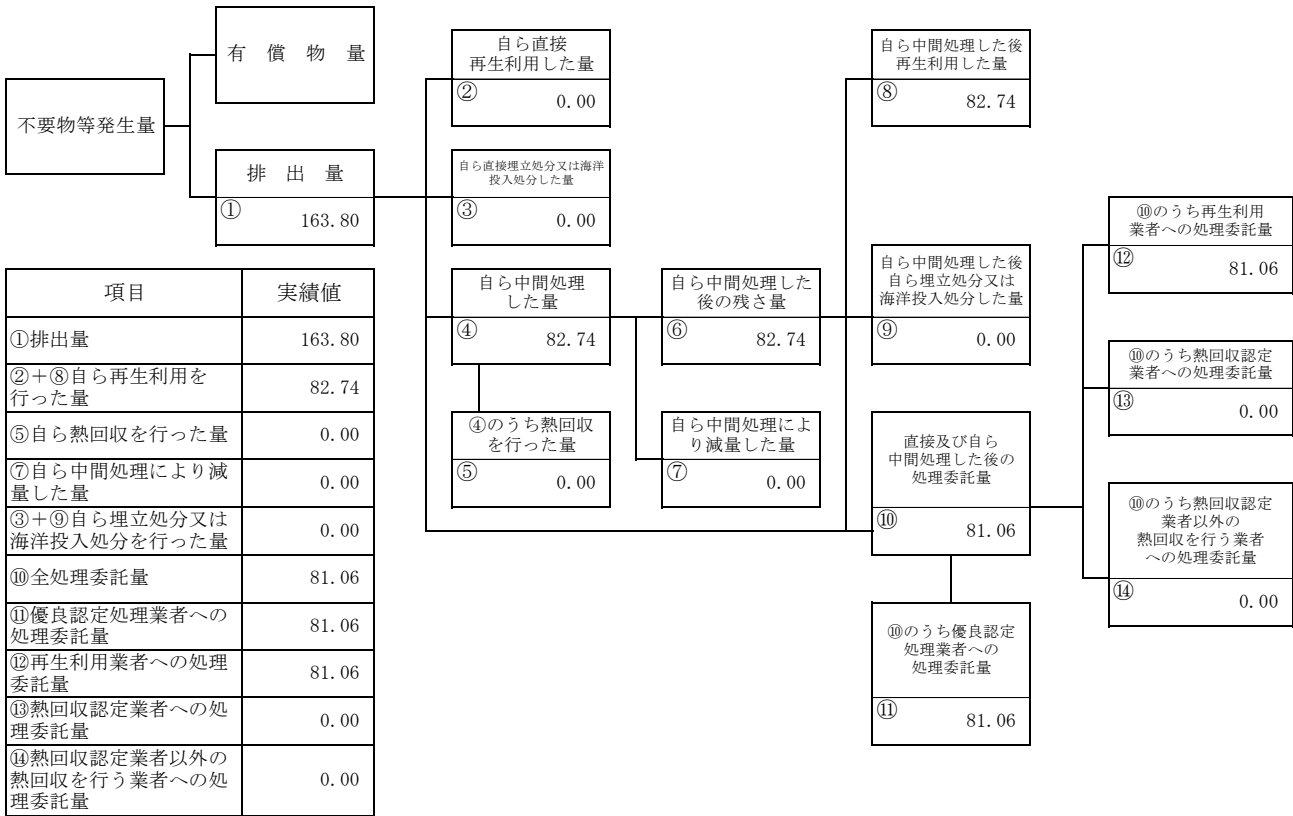 不要物等発生量
有 償 物 量
排 出 量
① 163.80
自ら直接
再生利用した量
② 0.00
自ら直接埋立処分又は海洋
投入処分した量
③ 0.00
自ら中間処理
した量
④ 82.74
④のうち熱回収
を行った量
⑤ 0.00
自ら中間処理した
後の残さ量
⑥ 82.74
自ら中間処理によ
り減量した量
⑦ 0.00
自ら中間処理した後
再生利用した量
⑧ 82.74
自ら中間処理した後
自ら埋立処分又は
海洋投入処分した量
⑨ 0.00
直接及び自ら
中間処理した後の
処理委託量
⑩ 81.06
⑩のうち優良認定
処理業者への
処理委託量
⑪ 81.06
⑩のうち再生利用
業者への処理委託量
⑫ 81.06
⑩のうち熱回収認定
業者への処理委託量
⑬ 0.00
⑩のうち熱回収認定
業者以外の
熱回収を行う業者
への処理委託量
⑭ 0.00
項目 実績値
①排出量 163.80
②+⑧自ら再生利用を
行った量 82.74
⑤自ら熱回収を行った量 0.00
⑦自ら中間処理により減
量した量 0.00
③+⑨自ら埋立処分又は
海洋投入処分を行った量 0.00
⑩全処理委託量 81.06
⑪優良認定処理業者への
処理委託量 81.06
⑫再生利用業者への処理
委託量 81.06
⑬熱回収認定業者への処
理委託量 0.00
⑭熱回収認定業者以外の
熱回収を行う業者への処
理委託量 0.00